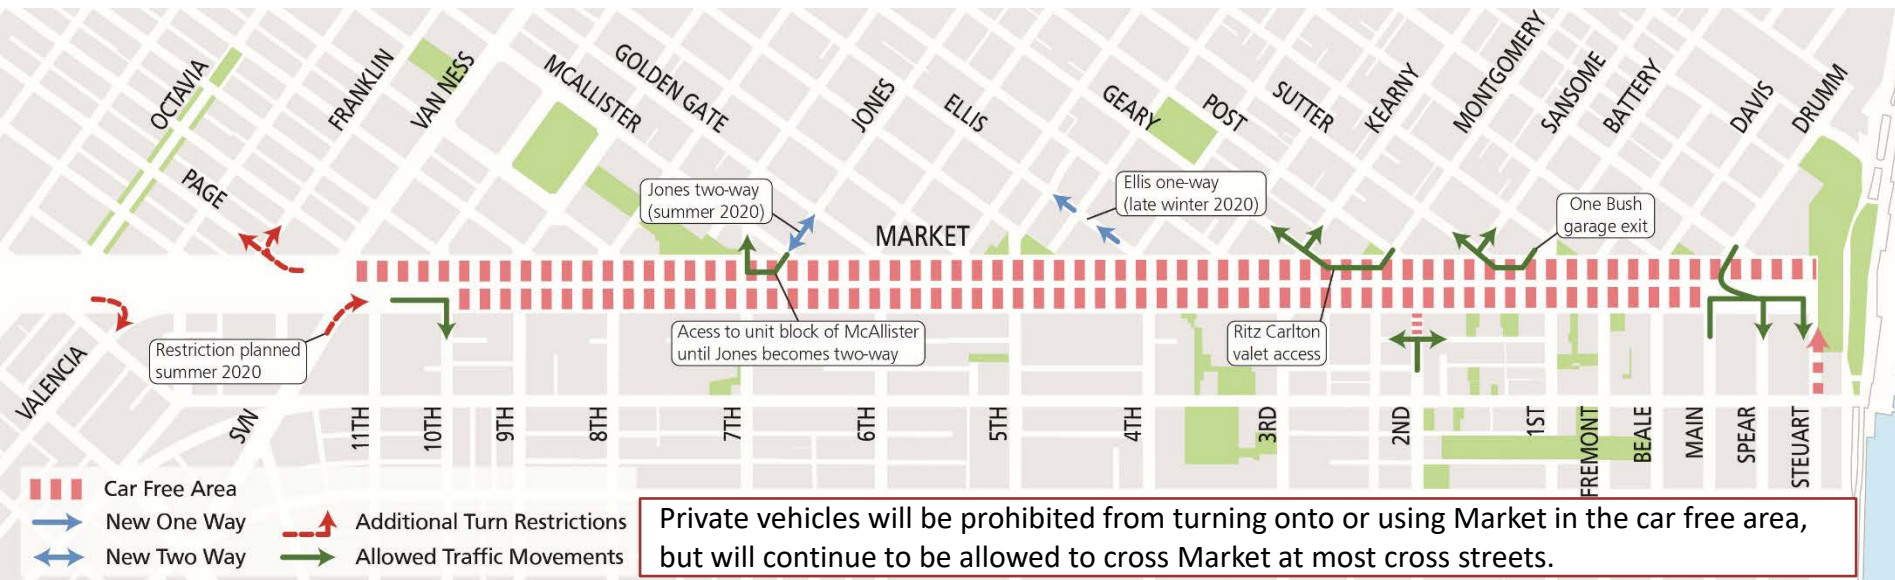 OCTAVIA
FRANKLIN
VAN NESS
MCALLISTER
GOLDEN GATE
JONES
ELLIS
GEARY
POST
SUTTER
KEARNY
MONTGOMERY
SANSOME
BATTERY
DAVIS
DRUMM
PAGE
Jones two-way
(summer 2020)
MARKET
Ellis one-way
(late winter 2020)
One Bush
garage exit
Restriction planned
summer 2020
Acess to unit block of McAllister
until Jones becomes two-way
Ritz Carlton
valet access
VALENCIA
SVN
11TH
10TH
9TH
8TH
7TH
6TH
5TH
4TH
3RD
2ND
1ST
FREMONT
BEALE
MAIN
SPEAR
STEUART
Car Free Area
New One Way
New Two Way
Additional Turn Restrictions
Allowed Traffic Movements
Private vehicles will be prohibited from turning onto or using Market in the car free area,
but will continue to be allowed to cross Market at most cross streets.